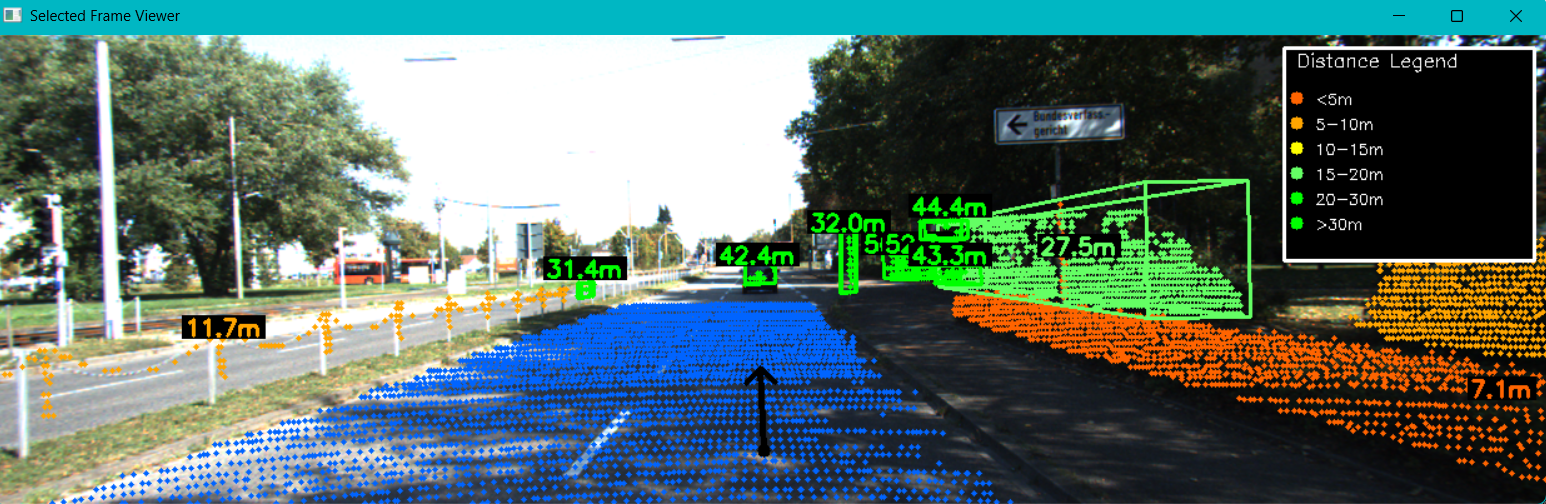 Selected Frame Viewer
Distance Legend
<5m
5-10m
10-15m
15-20m
20-30m
>30m
Bundesverfass.-
gericht
44.4m
32.0m
43.3m
27.5m
42.4m
31.4m
11.7m
7.1m